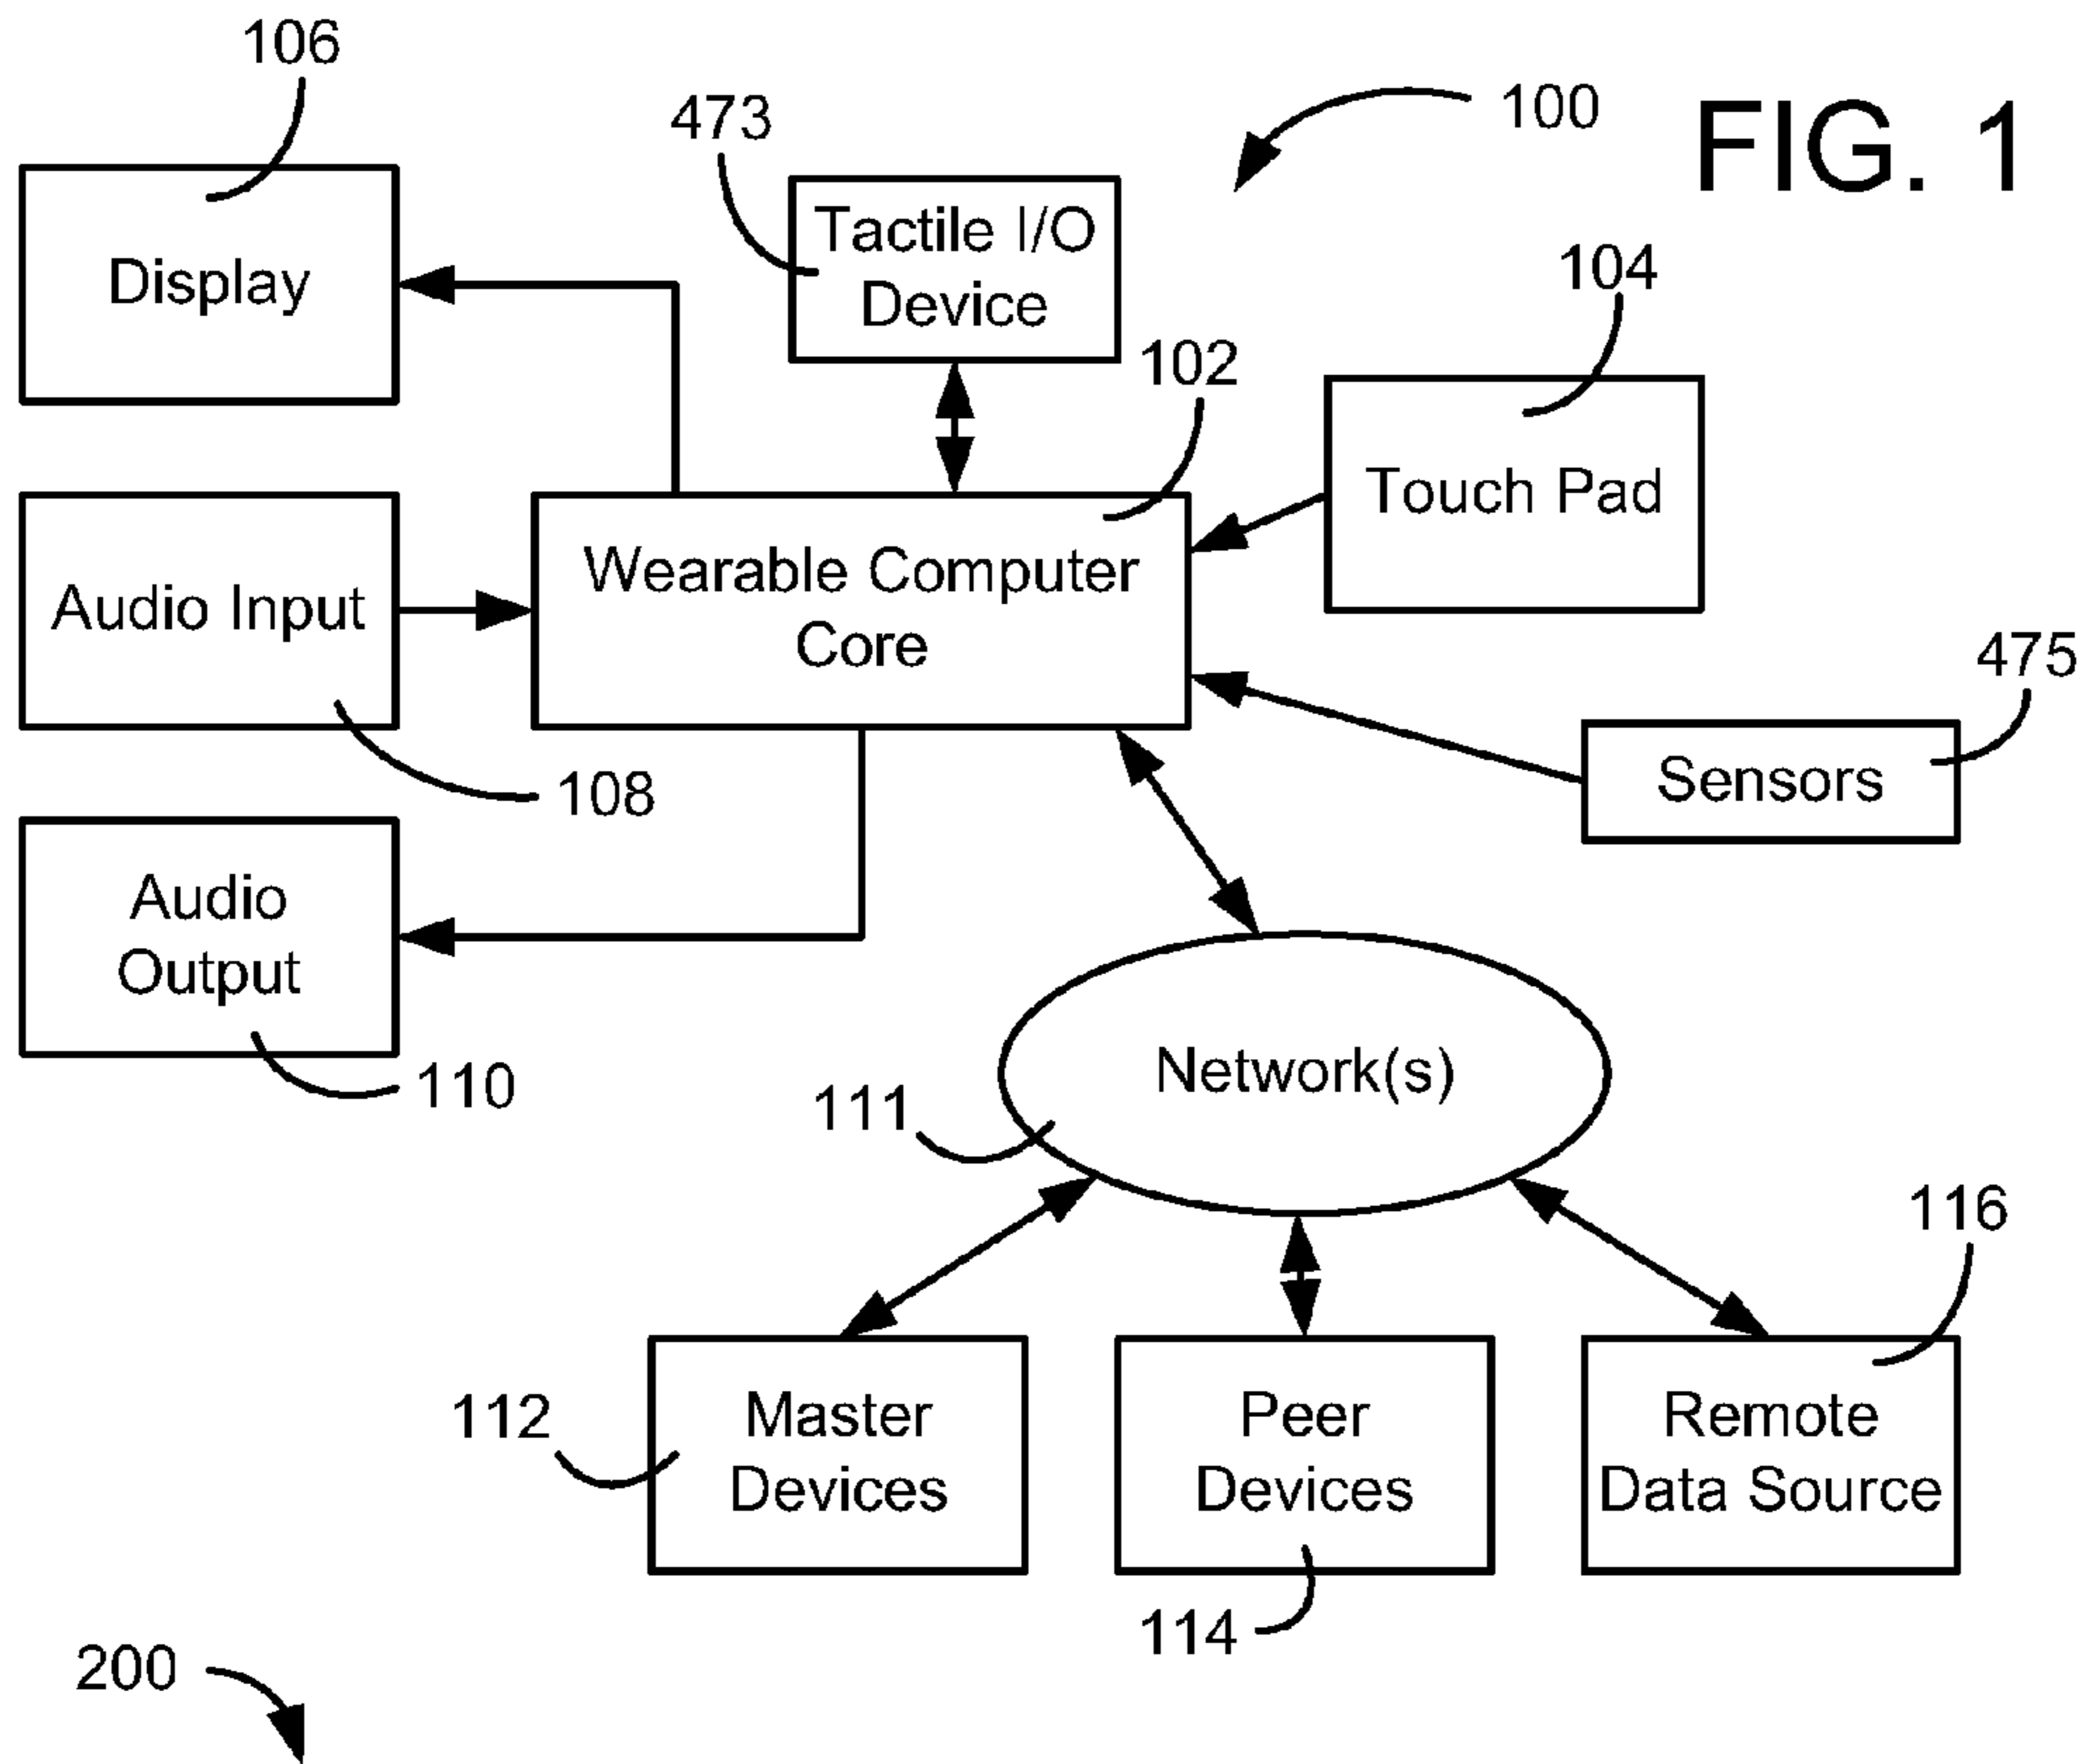 106
473
100
FIG. 1
Tactile I/O
Device
Display
104
102
Touch Pad
Wearable Computer
Core
Audio Input
475
Sensors
108
Audio
Output
110
Network(s)
111
116
112
Master
Devices
Peer
Devices
Remote
Data Source
114
200